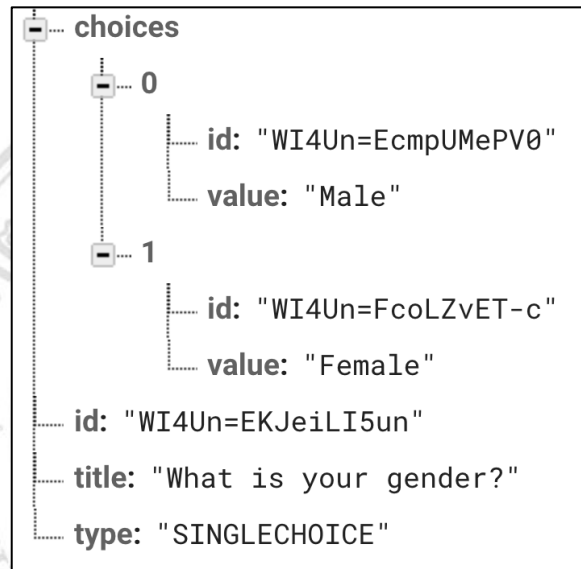 choices
0
id: "WI4Un=EcmpUMePV0"
value: "Male"
1
id: "WI4Un=FcoLZvET-c"
value: "Female"
id: "WI4Un=EKJeiLI5un"
title: "What is your gender?"
type: "SINGLECHOICE"